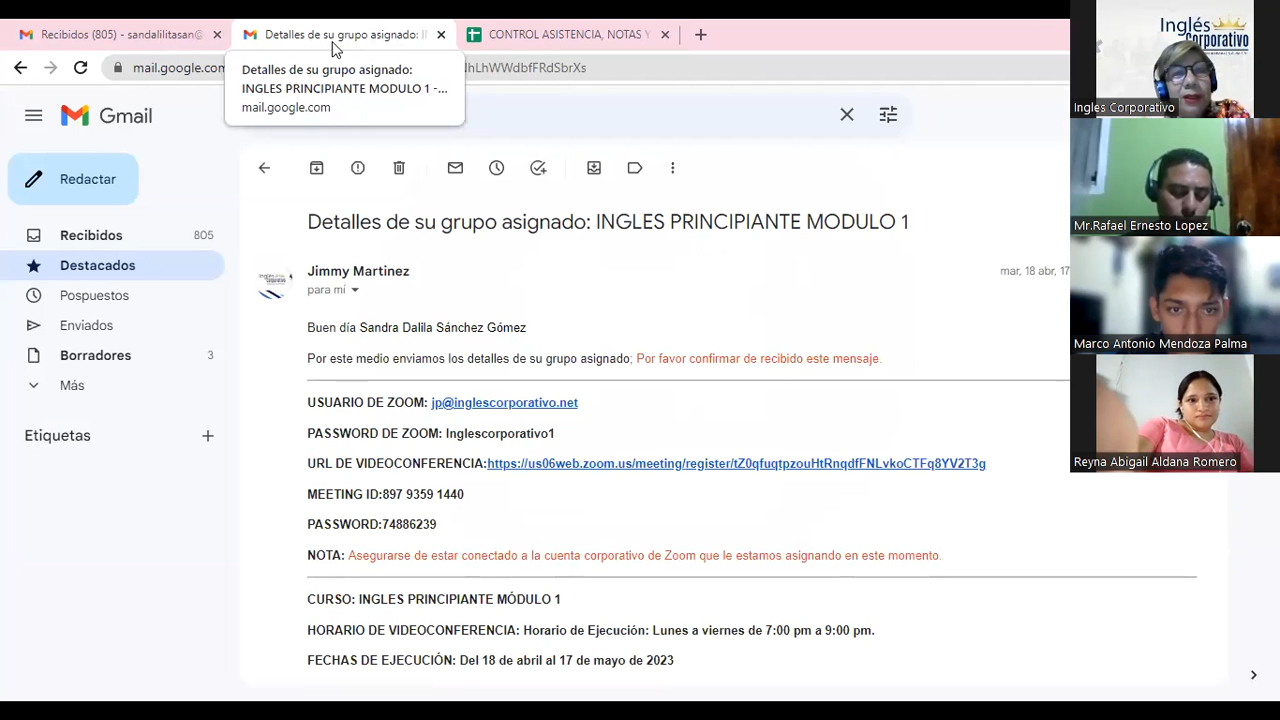 Recibidos (805) - sandalilitasan@
Detalles de su grupo asignado: I
CONTROL ASISTENCIA, NOTAS Y
mail.google.com
NhLhWWdbfFRdSbrXs
Detalles de su grupo asignado:
INGLES PRINCIPIANTE MODULO 1 -...
mail.google.com
Gmail
Redactar
Recibidos 805
Destacados
Pospuestos
Enviados
Borradores 3
Más
Etiquetas
Detalles de su grupo asignado: INGLES PRINCIPIANTE MODULO 1
Jimmy Martinez
mar, 18 abr, 17
para mí
Buen día Sandra Dalila Sánchez Gómez
Por este medio enviamos los detalles de su grupo asignado; Por favor confirmar de recibido este mensaje.
USUARIO DE ZOOM: jp@inglescorporativo.net
PASSWORD DE ZOOM: Inglescorporativo1
URL DE VIDEOCONFERENCIA:https://us06web.zoom.us/meeting/register/tZ0qfuqtpzouHtRnqdfFNLvkoCTFq8YV2T3g
MEETING ID:897 9359 1440
PASSWORD:74886239
NOTA: Asegurarse de estar conectado a la cuenta corporativo de Zoom que le estamos asignando en este momento.
CURSO: INGLES PRINCIPIANTE MÓDULO 1
HORARIO DE VIDEOCONFERENCIA: Horario de Ejecución: Lunes a viernes de 7:00 pm a 9:00 pm.
FECHAS DE EJECUCIÓN: Del 18 de abril al 17 de mayo de 2023
Inglés
Corporativo
Ingles Corporativo
Mr.Rafael Ernesto Lopez
Marco Antonio Mendoza Palma
Reyna Abigail Aldana Romero